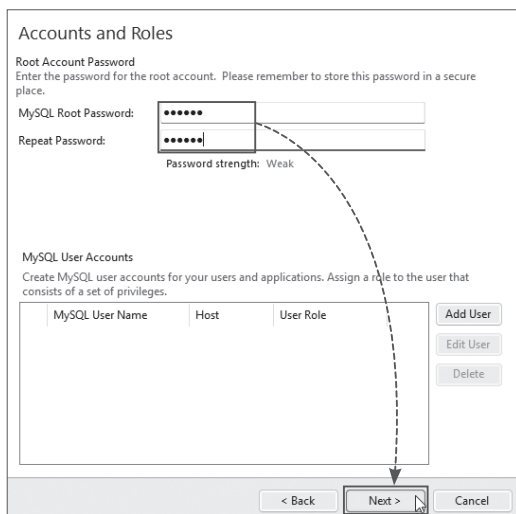 Accounts and Roles
Root Account Password
Enter the password for the root account. Please remember to store this password in a secure
place.
MySQL Root Password: ••••••
Repeat Password: ••••••
Password strength: Weak
MySQL User Accounts
Create MySQL user accounts for your users and applications. Assign a role to the user that
consists of a set of privileges.
MySQL User Name Host User Role
Add User
Edit User
Delete
< Back Next > Cancel